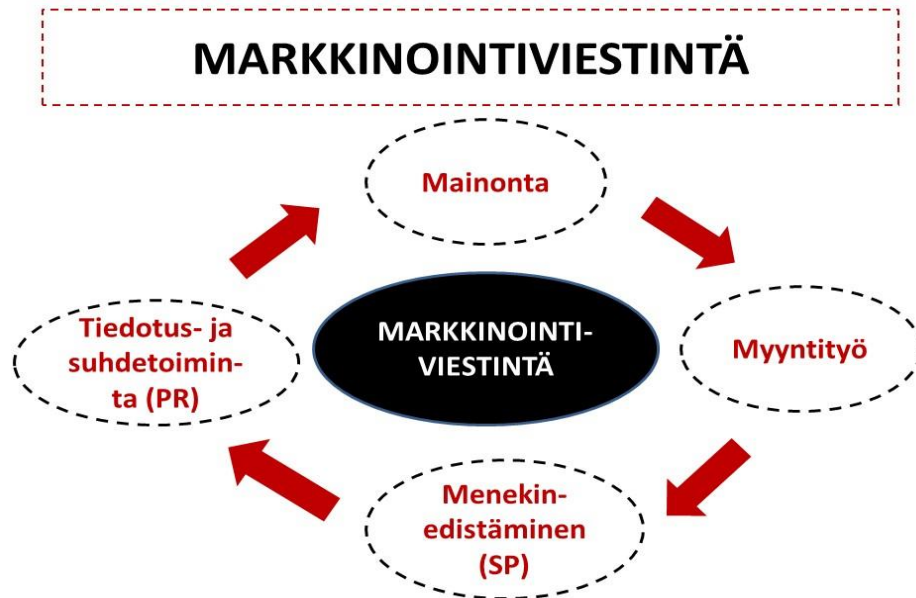 MARKKINOINTIVIESTINTÄ
Mainonta
Tiedotus- ja
suhdetoimin-
ta (PR)
MARKKINOINTI-
VIESTINTÄ
Myyntityö
Menekin-
edistäminen
(SP)